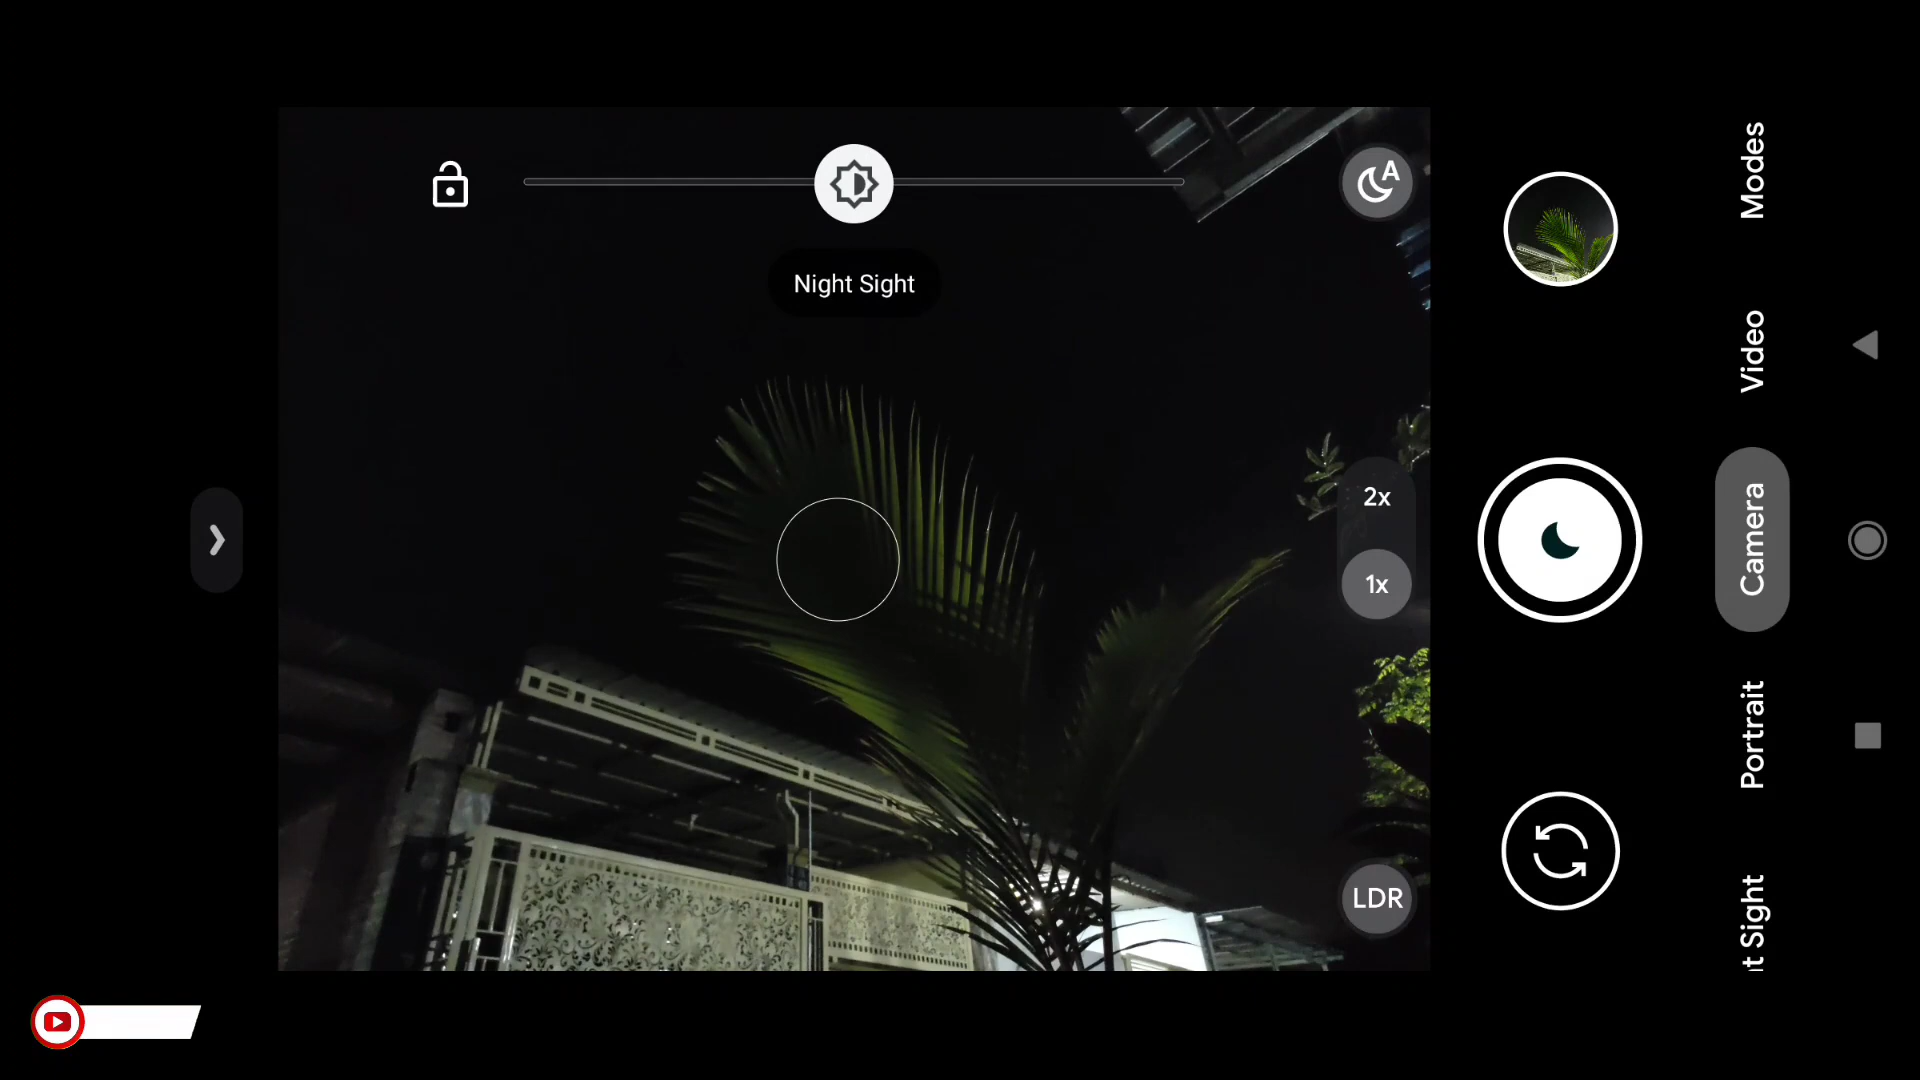 A
Night Sight
2x
1x
LDR
Modes
Video
Camera
Portrait
t Sight